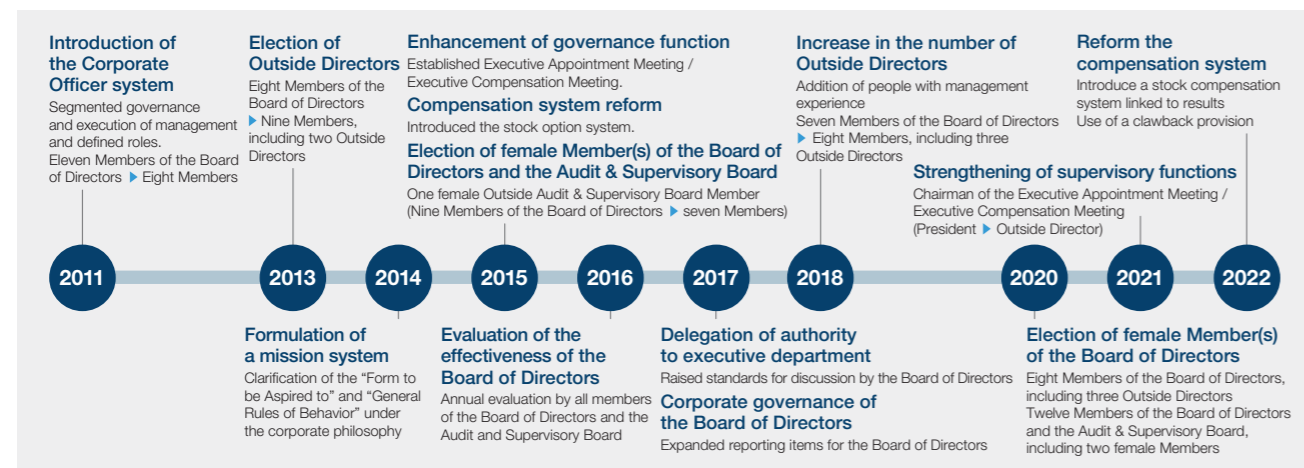 Introduction of
the Corporate
Officer system
Segmented governance
and execution of management
and defined roles.
Eleven Members of the Board
of Directors ▶ Eight Members
Election of
Outside Directors
Eight Members of the
Board of Directors
▶ Nine Members,
including two Outside
Directors
Enhancement of governance function
Established Executive Appointment Meeting /
Executive Compensation Meeting.
Compensation system reform
Introduced the stock option system.
Election of female Member(s) of the Board of
Directors and the Audit & Supervisory Board
One female Outside Audit & Supervisory Board Member
(Nine Members of the Board of Directors ▶ seven Members)
Increase in the number of
Outside Directors
Addition of people with management
experience
Seven Members of the Board of Directors
▶ Eight Members, including three
Outside Directors
Strengthening of supervisory functions
Chairman of the Executive Appointment Meeting /
Executive Compensation Meeting
(President ▶ Outside Director)
Reform the
compensation system
Introduce a stock compensation
system linked to results
Use of a clawback provision
2011
2013
2014
2015
2016
2017
2018
2020
2021
2022
Formulation of
a mission system
Clarification of the “Form to
be Aspired to” and “General
Rules of Behavior” under
the corporate philosophy
Evaluation of the
effectiveness of the
Board of Directors
Annual evaluation by all members
of the Board of Directors and the
Audit and Supervisory Board
Delegation of authority
to executive department
Raised standards for discussion by the Board of Directors
Corporate governance of
the Board of Directors
Expanded reporting items for the Board of Directors
Election of female Member(s)
of the Board of Directors
Eight Members of the Board of Directors,
including three Outside Directors
Twelve Members of the Board of Directors
and the Audit & Supervisory Board,
including two female Members